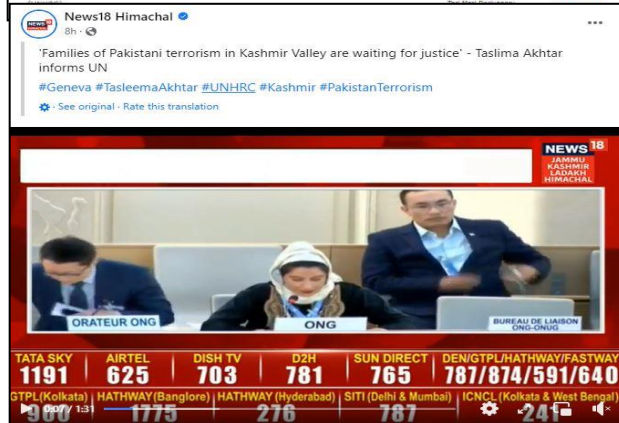 News18 Himachal
8h ·
'Families of Pakistani terrorism in Kashmir Valley are waiting for justice' - Taslima Akhtar
informs UN
#Geneva #TasleemaAkhtar #UNHRC #Kashmir #PakistanTerrorism
· See original · Rate this translation
NEWS 18
JAMMU
KASHMIR
LADAKH
HIMACHAL
ORATEUR ONG
ONG
BUREAU DE LIAISON
ONG-ONUG
TATA SKY AIRTEL DISH TV D2H SUN DIRECT DEN/GTPL/HATHWAY/FASTWAY
1191 625 703 781 765 787/874/591/640
GTPL(Kolkata) HATHWAY(Banglore) HATHWAY (Hyderabad) SITI (Delhi & Mumbai) ICNCL (Kolkata & West Bengal)
1775 276 787
0:07 / 1:31